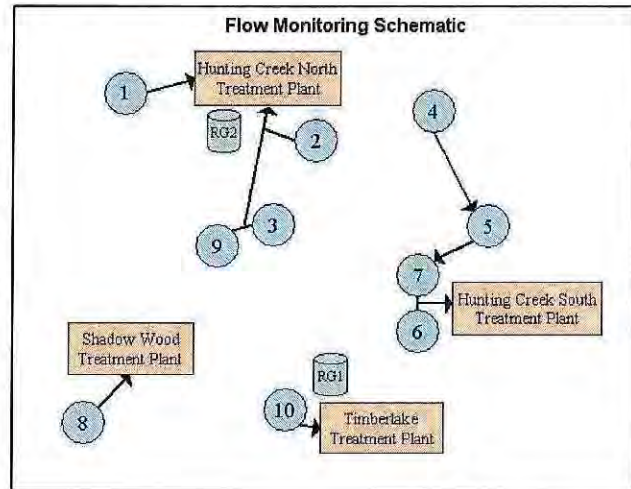 Flow Monitoring Schematic
Hunting Creek North
Treatment Plant
1
4
RG2
2
3
5
9
7
Hunting Creek South
Treatment Plant
6
Shadow Wood
Treatment Plant
RG1
8
10
Timberlake
Treatment Plant